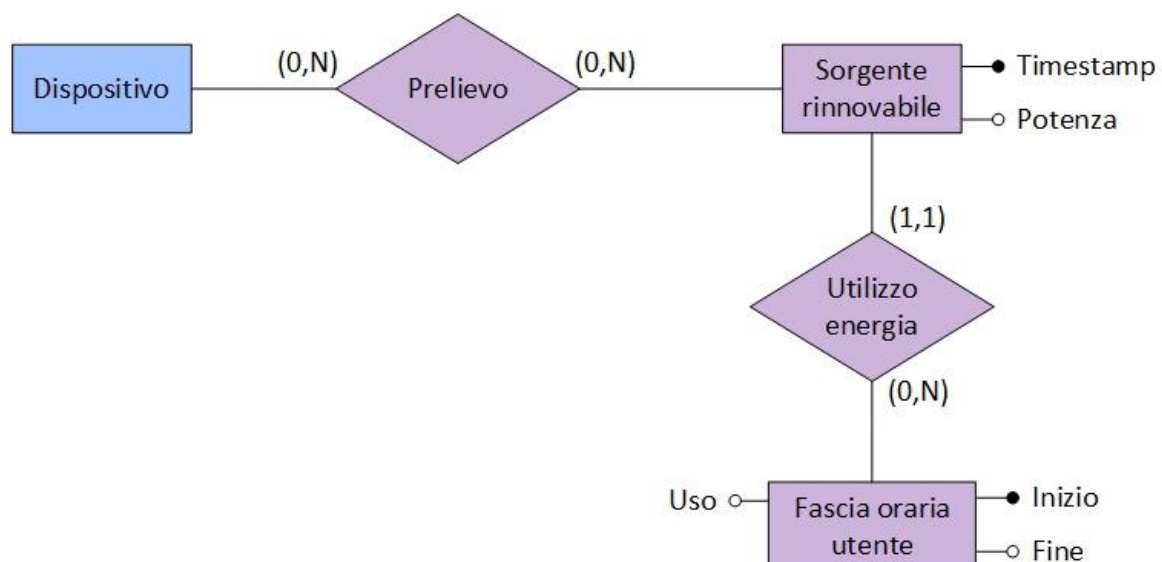 Dispositivo
(0,N)
Prelievo
(0,N)
Sorgente
rinnovabile
Timestamp
Potenza
(1,1)
Utilizzo
energia
(0,N)
Uso
Fascia oraria
utente
Inizio
Fine